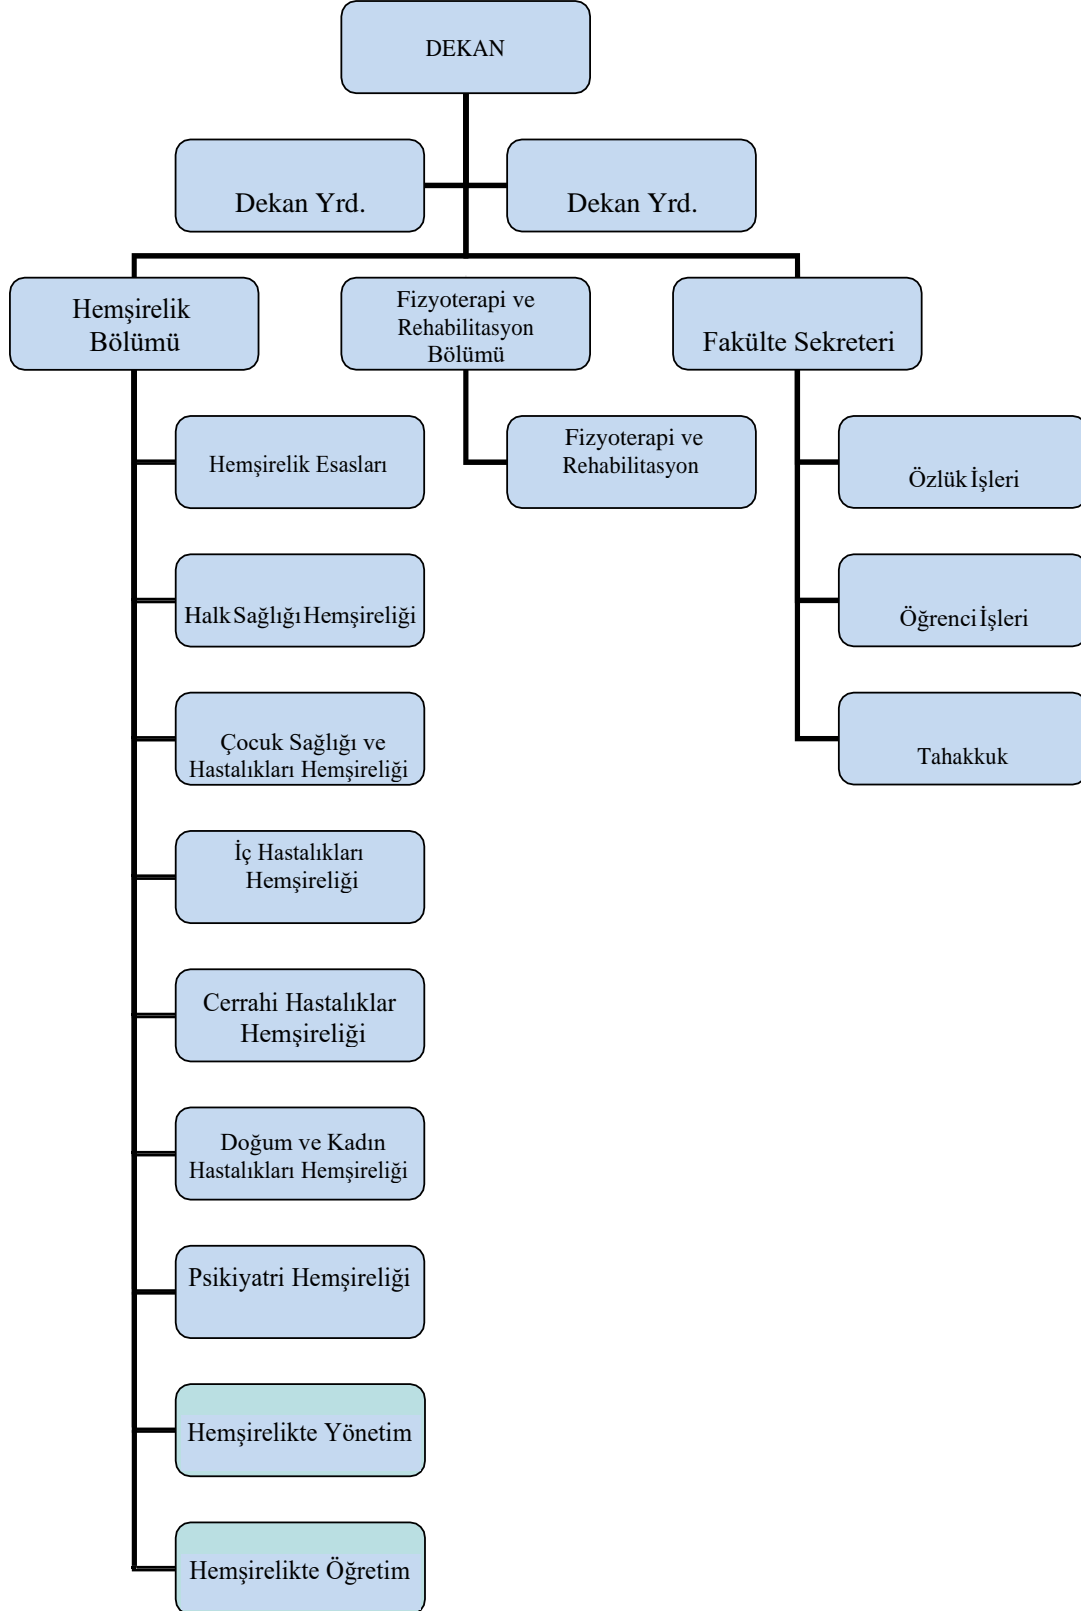 DEKAN
Dekan Yrd.
Dekan Yrd.
Hemşirelik
Bölümü
Fizyoterapi ve
Rehabilitasyon
Bölümü
Fakülte Sekreteri
Hemşirelik Esasları
Fizyoterapi ve
Rehabilitasyon
Özlük İşleri
Halk Sağlığı Hemşireliği
Öğrenci İşleri
Çocuk Sağlığı ve
Hastalıkları Hemşireliği
Tahakkuk
İç Hastalıkları
Hemşireliği
Cerrahi Hastalıklar
Hemşireliği
Doğum ve Kadın
Hastalıkları Hemşireliği
Psikiyatri Hemşireliği
Hemşirelikte Yönetim
Hemşirelikte Öğretim